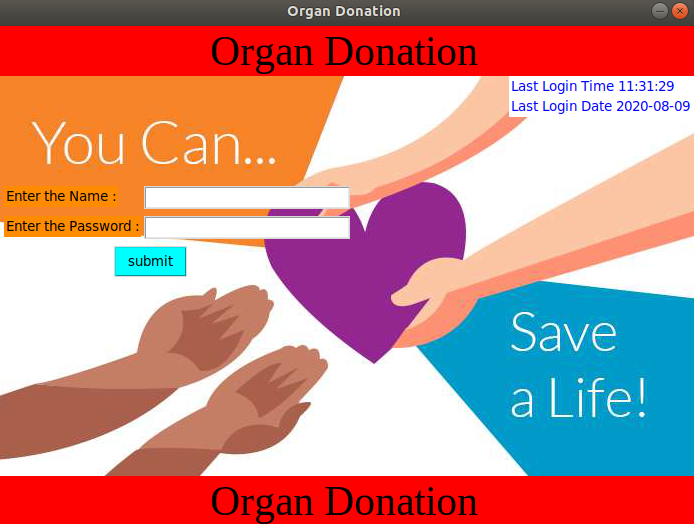 Organ Donation
Organ Donation
Last Login Time 11:31:29
Last Login Date 2020-08-09
You Can...
Enter the Name :
Enter the Password :
submit
Save
a Life!
Organ Donation